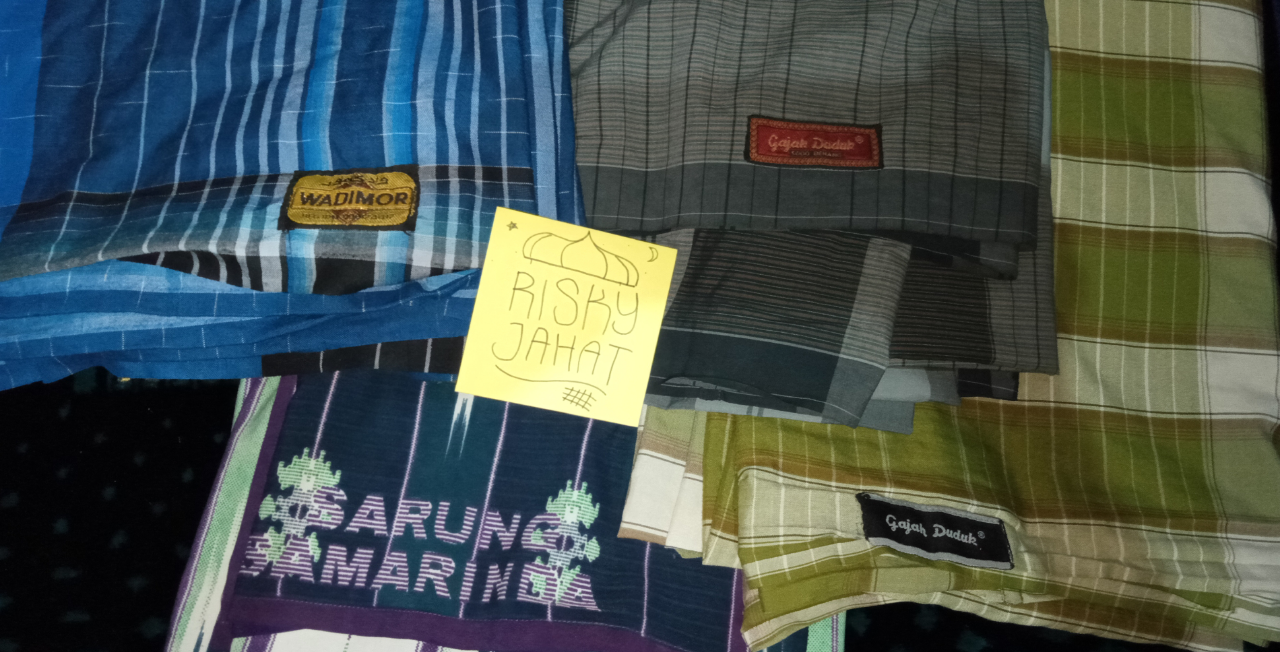 WADIMOR
Gajah Duduk®
RISKY
JAHAT
SARUNG
SAMARINDA
Gajah Duduk®